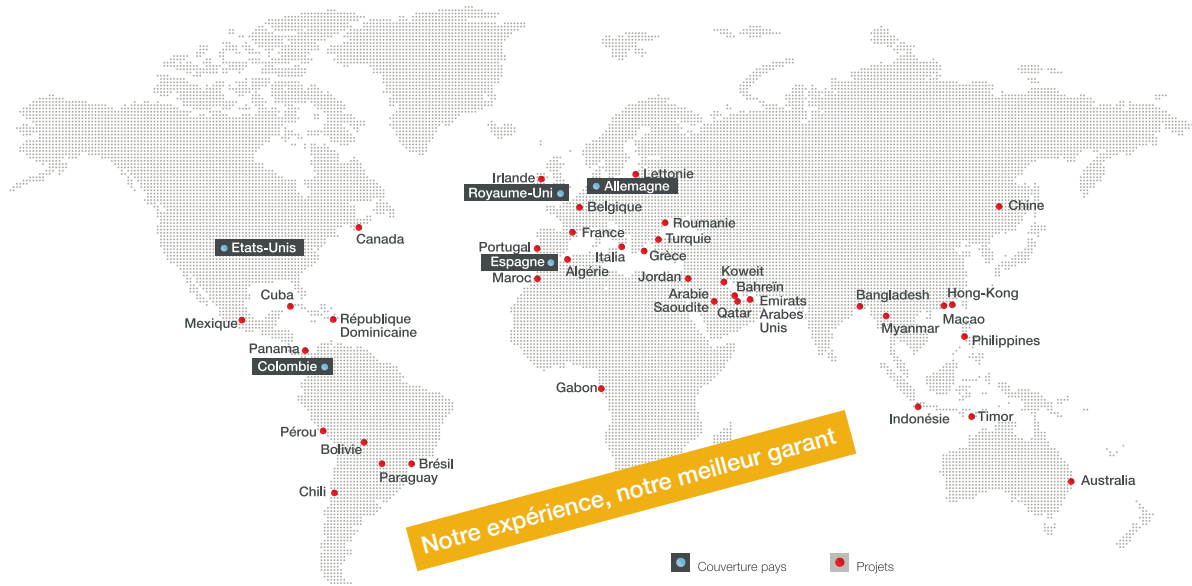 Irlande
Lettonie
Royaume-Uni
Allemagne
Belgique
Chine
Canada
Roumanie
France
Turquie
Etats-Unis
Portugal
Italia
Grèce
Espagne
Algérie
Maroc
Jordan
Koweit
Bahreïn
Arabie
Saoudite
Qatar
Emirats
Arabes
Unis
Bangladesh
Hong-Kong
Macao
Myanmar
Philippines
Cuba
Mexique
République
Dominicaine
Panama
Colombie
Gabon
Indonésie
Timor
Pérou
Bolivie
Brésil
Paraguay
Chili
Australia
Notre expérience, notre meilleur garant
Couverture pays
Projets